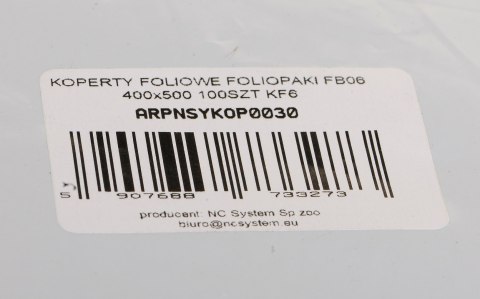 KOPERTY FOLIOWE FOLIOPAKI FB06
400x500 100SZT KF6
ARPNSYKOP0030
5 907688 733273
producent: NC System Sp zoo
biuro@ncsystem.eu